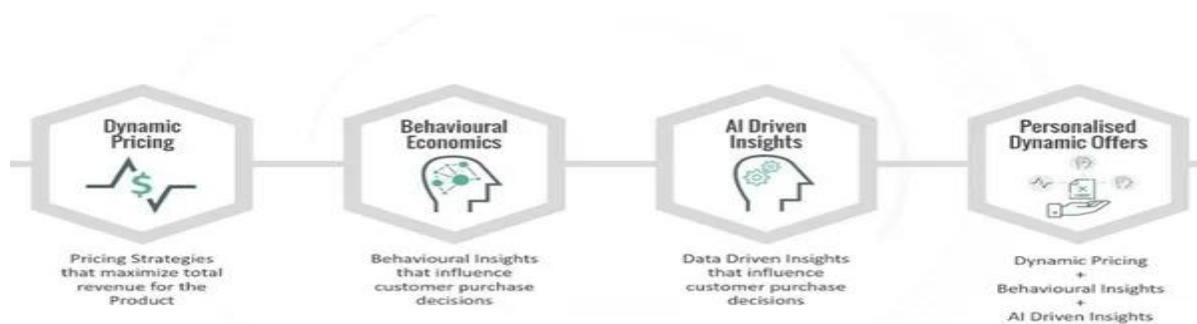 Dynamic
Pricing
$
Pricing Strategies
that maximize total
revenue for the
Product
Behavioural
Economics
Behavioural Insights
that influence
customer purchase
decisions
AI Driven
Insights
Data Driven Insights
that influence
customer purchase
decisions
Personalised
Dynamic Offers
Dynamic Pricing
+
Behavioural Insights
+
AI Driven Insights